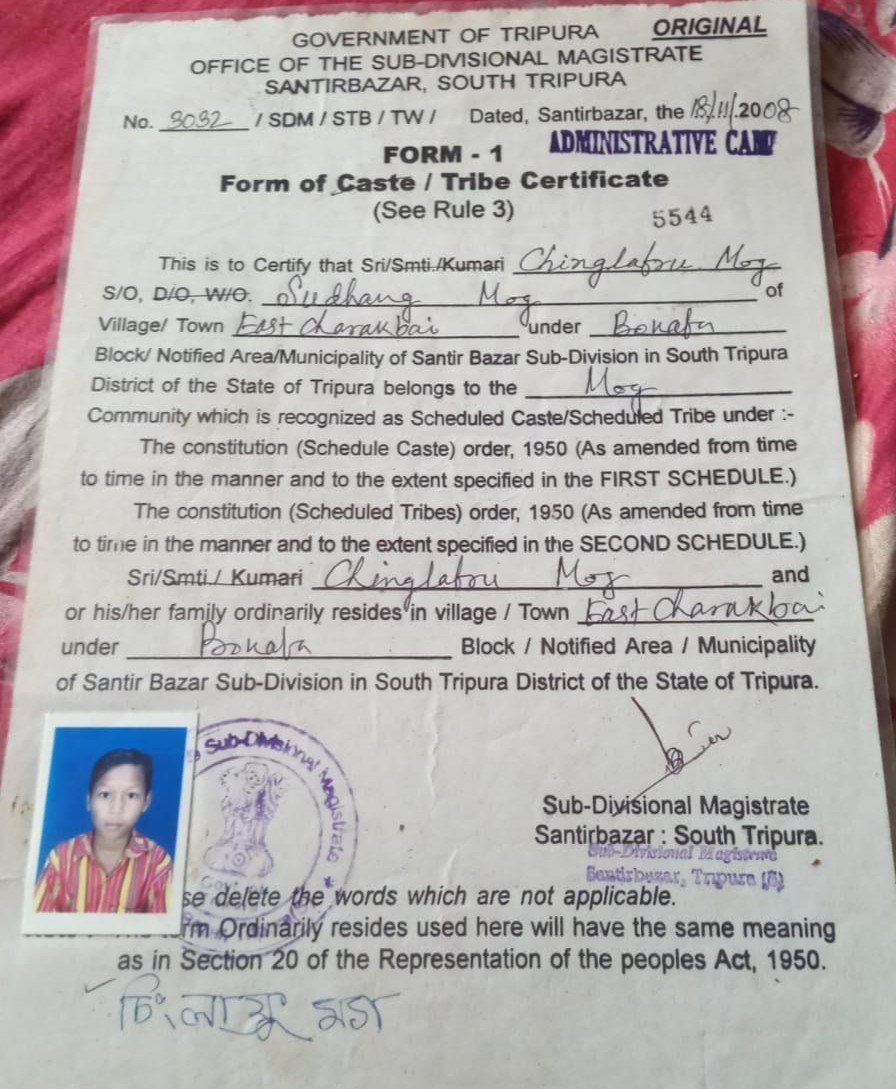 ORIGINAL
GOVERNMENT OF TRIPURA
OFFICE OF THE SUB-DIVISIONAL MAGISTRATE
SANTIRBAZAR, SOUTH TRIPURA
No. 3032 / SDM / STB / TW / Dated, Santirbazar, the 18/11/2008
ADMINISTRATIVE CAMP
FORM - 1
Form of Caste / Tribe Certificate
(See Rule 3)
5544
This is to Certify that Sri/Smti./Kumari Chinglafru Mog
S/O, D/O, W/O. Sudhang Mog of
Village/ Town East Charakbai under Bokafa
Block/ Notified Area/Municipality of Santir Bazar Sub-Division in South Tripura
District of the State of Tripura belongs to the Mog
Community which is recognized as Scheduled Caste/Scheduled Tribe under :-
The constitution (Schedule Caste) order, 1950 (As amended from time
to time in the manner and to the extent specified in the FIRST SCHEDULE.)
The constitution (Scheduled Tribes) order, 1950 (As amended from time
to time in the manner and to the extent specified in the SECOND SCHEDULE.)
Sri/Smti./ Kumari Chinglafru Mog and
or his/her family ordinarily resides in village / Town East Charakbai
under Bokafa Block / Notified Area / Municipality
of Santir Bazar Sub-Division in South Tripura District of the State of Tripura.
Sub-Divisional Magistrate
Sub-Divisional Magistrate
Santirbazar : South Tripura.
Sub-Divisional Magistrate
Santirbazar, Tripura (S)
se delete the words which are not applicable.
rm Ordinarily resides used here will have the same meaning
as in Section 20 of the Representation of the peoples Act, 1950.
চিংলাফ্রু মগ